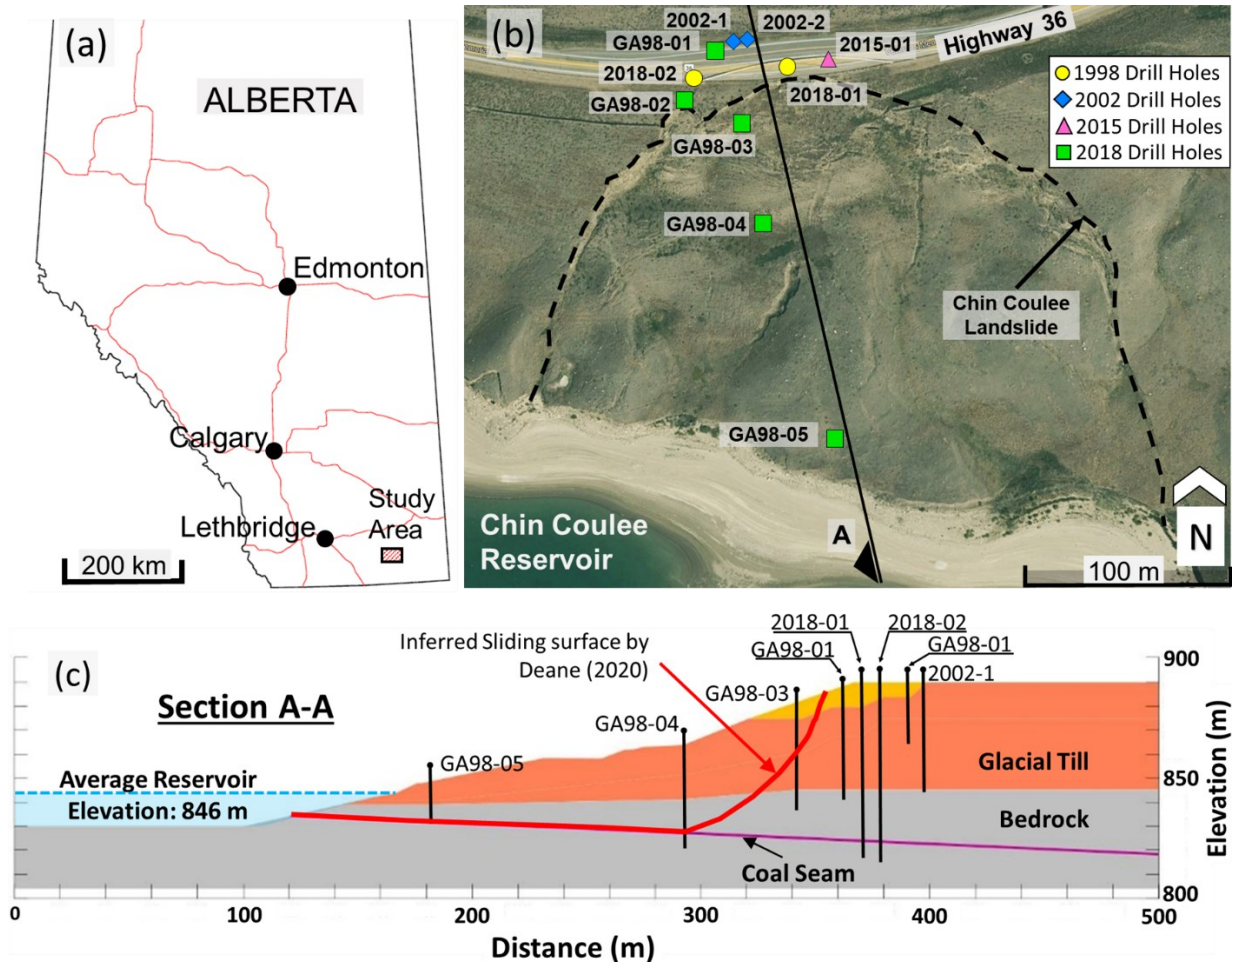 (a)
ALBERTA
Edmonton
Calgary
Lethbridge
Study
Area
200 km
(b)
2002-1
2002-2
GA98-01
2015-01
Highway 36
2018-02
2018-01
GA98-02
GA98-03
GA98-04
GA98-05
1998 Drill Holes
2002 Drill Holes
2015 Drill Holes
2018 Drill Holes
Chin Coulee
Landslide
Chin Coulee
Reservoir
A
N
100 m
(c)
Section A-A
Inferred Sliding surface by
Deane (2020)
2018-01
2018-02
GA98-01
GA98-01
2002-1
GA98-03
GA98-04
GA98-05
Average Reservoir
Elevation: 846 m
Glacial Till
Bedrock
Coal Seam
900
850
800
Elevation (m)
0
100
200
300
400
500
Distance (m)